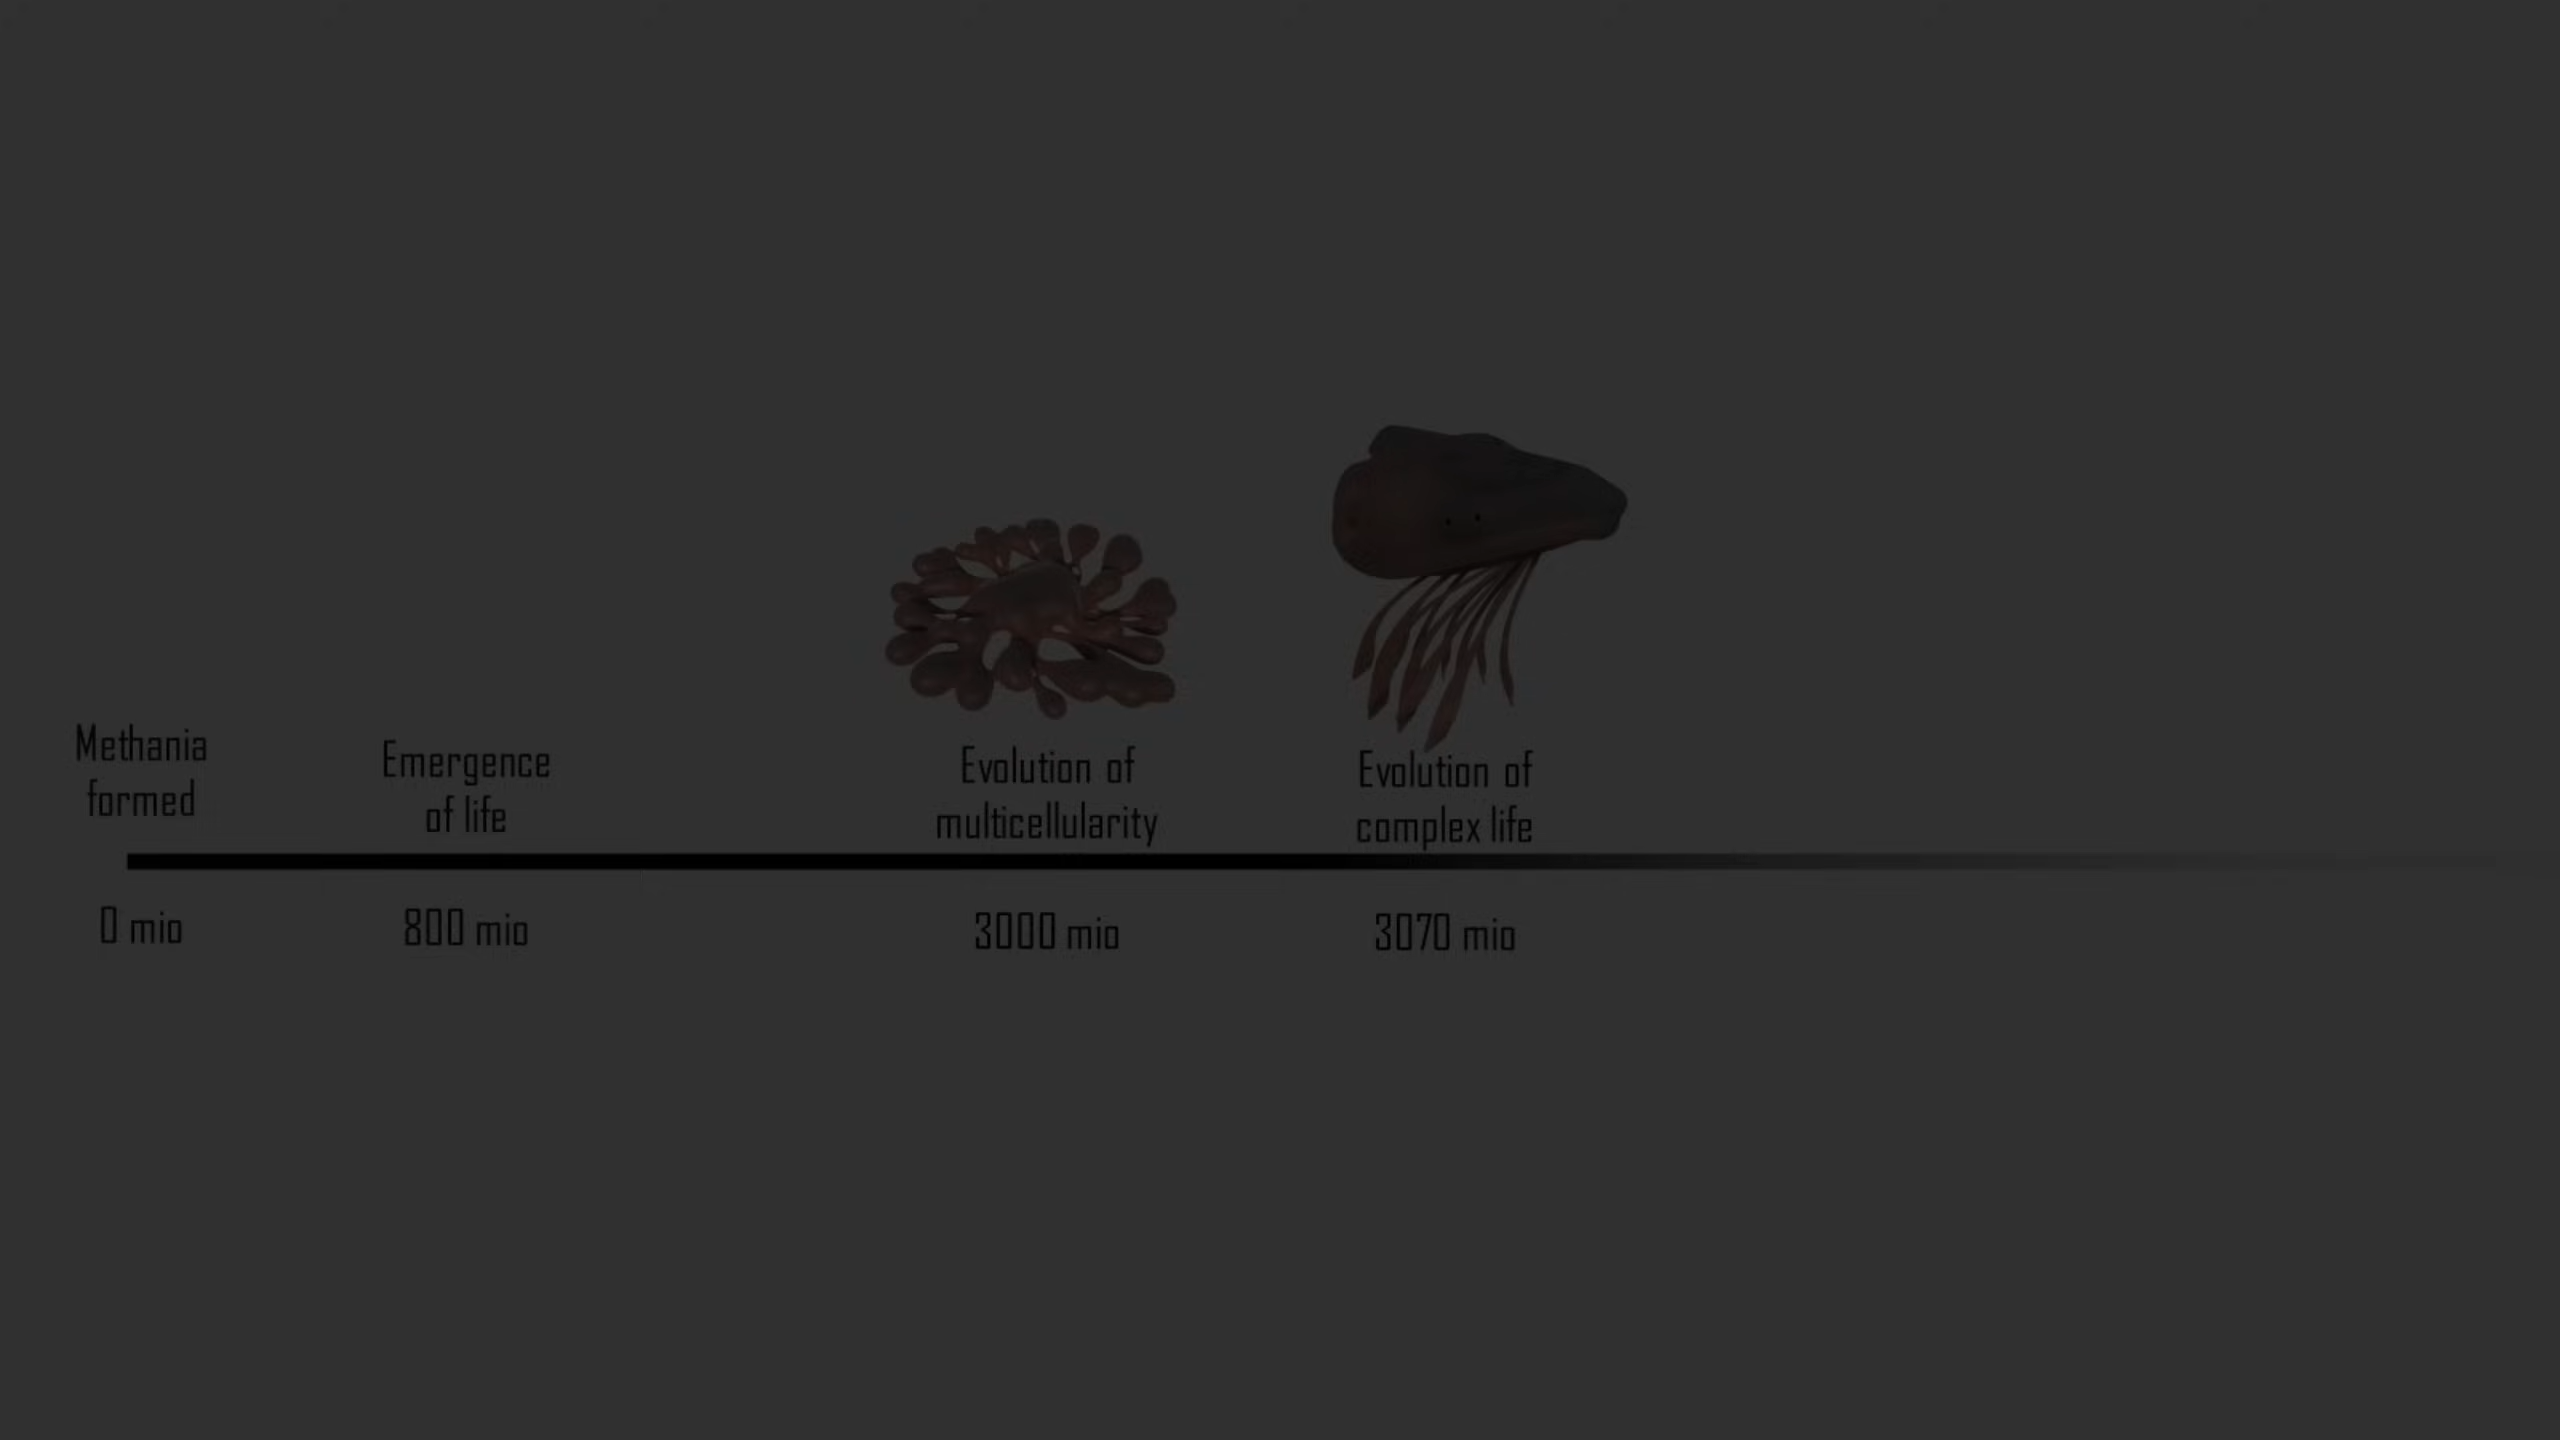 Methania
formed
Emergence
of life
Evolution of
multicellularity
Evolution of
complex life
0 mio
800 mio
3000 mio
3070 mio